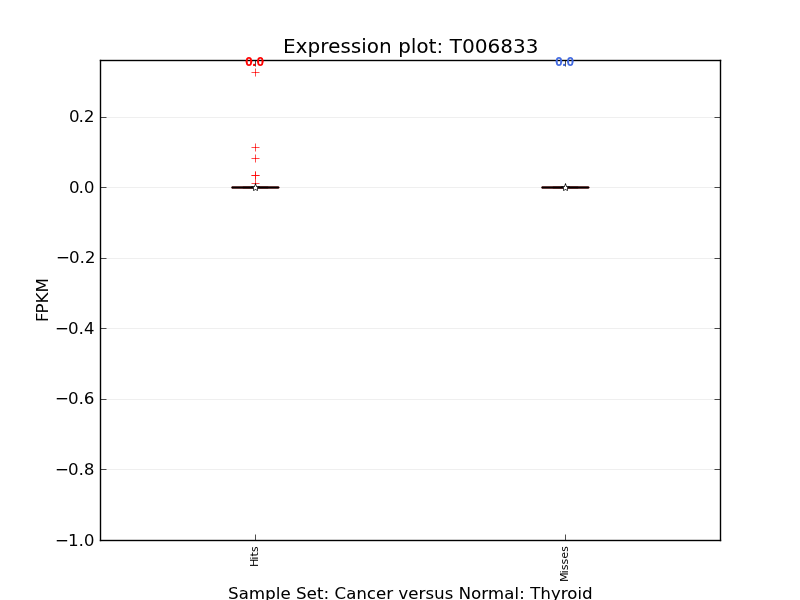 Expression plot: T006833
0.0
0.0
0.2
0.0
−0.2
−0.4
−0.6
−0.8
−1.0
FPKM
Hits
Misses
Sample Set: Cancer versus Normal: Thyroid